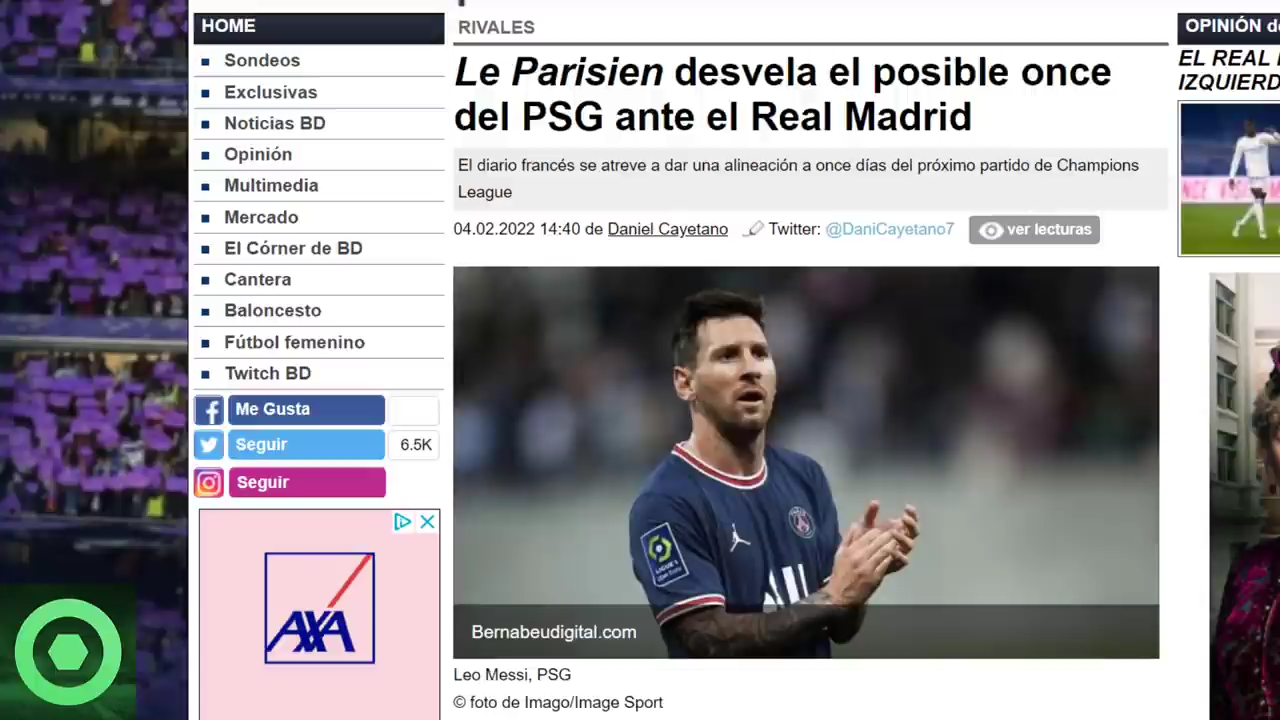 HOME
Sondeos
Exclusivas
Noticias BD
Opinión
Multimedia
Mercado
El Córner de BD
Cantera
Baloncesto
Fútbol femenino
Twitch BD
Me Gusta
Seguir
6.5K
Seguir
AXA
RIVALES
Le Parisien desvela el posible once
del PSG ante el Real Madrid
El diario francés se atreve a dar una alineación a once días del próximo partido de Champions
League
04.02.2022 14:40 de Daniel Cayetano Twitter: @DaniCayetano7 ver lecturas
LIGUE 1
Bernabeudigital.com
Leo Messi, PSG
© foto de Imago/Image Sport
OPINIÓN
EL REAL